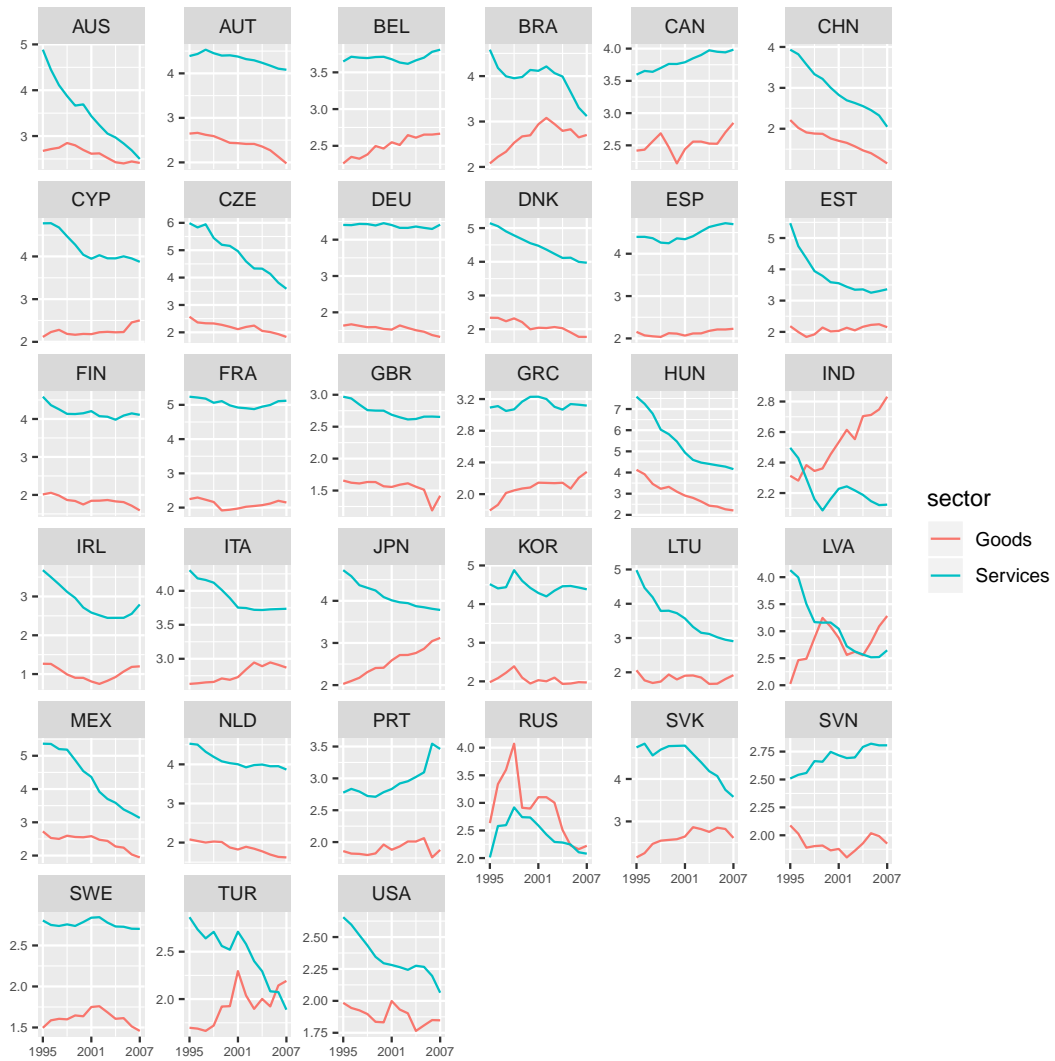 AUS AUT BEL BRA CAN CHN
5 4 3
4 3 2
3.5 3.0 2.5
4 3 2
4.0 3.5 3.0 2.5
4 3 2
CYP CZE DEU DNK ESP EST
4 3 2
6 5 4 3 2
4 3 2
5 4 3 2
4 3 2
5 4 3 2
FIN FRA GBR GRC HUN IND
4 3 2
5 4 3 2
3.0 2.5 2.0 1.5
3.2 2.8 2.4 2.0
7 6 5 4 3 2
2.8 2.6 2.4 2.2
sector
Goods
Services
IRL ITA JPN KOR LTU LVA
3 2 1
4.0 3.5 3.0
4 3 2
5 4 3 2
5 4 3 2
4.0 3.5 3.0 2.5 2.0
MEX NLD PRT RUS SVK SVN
5 4 3 2
4 3 2
3.5 3.0 2.5 2.0
4.0 3.5 3.0 2.5 2.0
4 3
2.75 2.50 2.25 2.00
1995 2001 2007 1995 2001 2007 1995 2001 2007
SWE TUR USA
2.5 2.0 1.5
2.5 2.0
2.50 2.25 2.00 1.75
1995 2001 2007 1995 2001 2007 1995 2001 2007